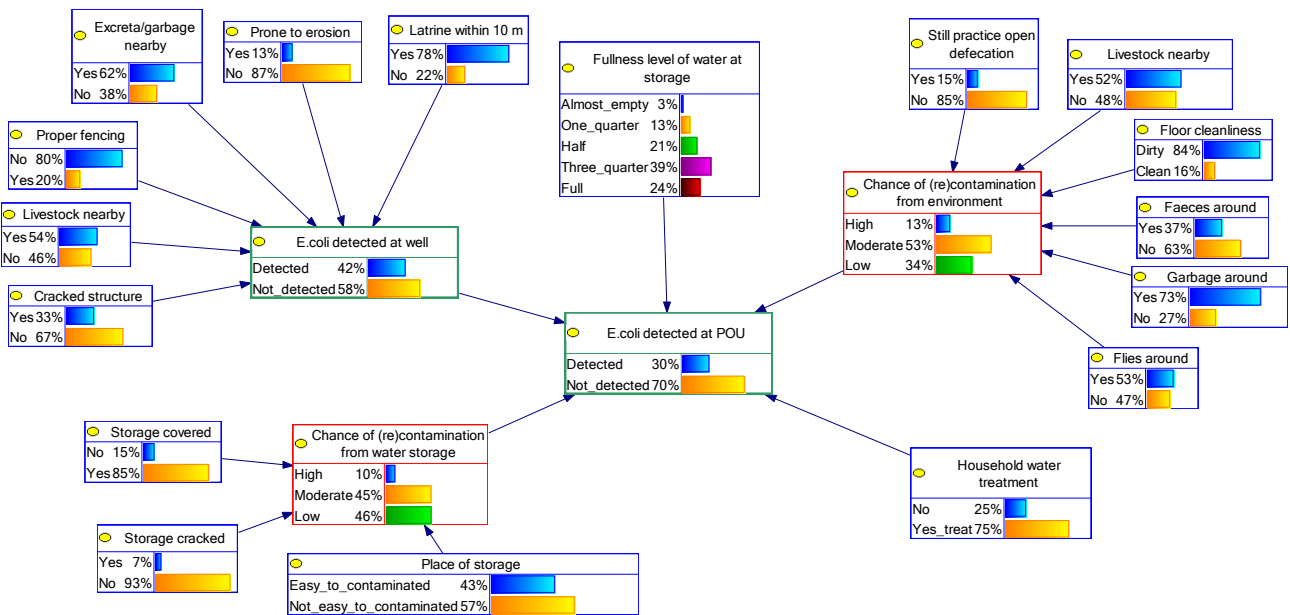 Excreta/garbage
nearby
Yes 62%
No 38%
Prone to erosion
Yes 13%
No 87%
Latrine within 10 m
Yes 78%
No 22%
Proper fencing
No 80%
Yes 20%
Livestock nearby
Yes 54%
No 46%
Cracked structure
Yes 33%
No 67%
E.coli detected at well
Detected 42%
Not_detected 58%
Fullness level of water at
storage
Almost_empty 3%
One_quarter 13%
Half 21%
Three_quarter 39%
Full 24%
Still practice open
defecation
Yes 15%
No 85%
Livestock nearby
Yes 52%
No 48%
Floor cleanliness
Dirty 84%
Clean 16%
Chance of (re)contamination
from environment
High 13%
Moderate 53%
Low 34%
Faeces around
Yes 37%
No 63%
Garbage around
Yes 73%
No 27%
Flies around
Yes 53%
No 47%
E.coli detected at POU
Detected 30%
Not_detected 70%
Storage covered
No 15%
Yes 85%
Chance of (re)contamination
from water storage
High 10%
Moderate 45%
Low 46%
Storage cracked
Yes 7%
No 93%
Place of storage
Easy_to_contaminated 43%
Not_easy_to_contaminated 57%
Household water
treatment
No 25%
Yes_treat 75%